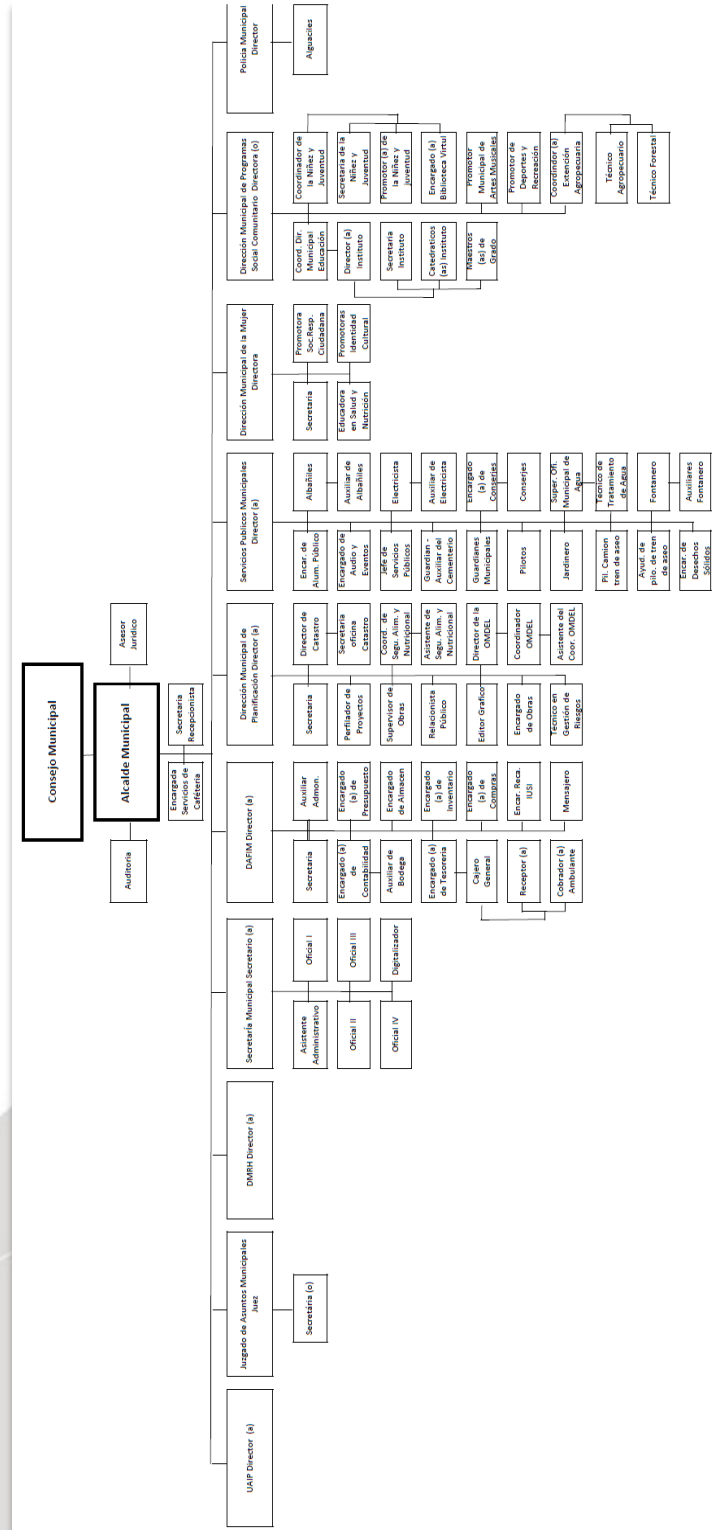 Consejo Municipal
Alcalde Municipal
Auditoria
Asesor
Jurídico
Encargada
Servicios de
Caféteria
Secretaria
Recepcionista
UAIP Director (a)
Juzgado de Asuntos Municipales
Juez
Secretária (o)
DMRH Director (a)
Secretaría Municipal Secretario (a)
Asistente
Administrativo
Oficial I
Oficial II
Oficial III
Oficial IV
Digitalizador
DAFIM Director (a)
Secretaria
Auxiliar
Admon.
Encargado (a)
de
Contabilidad
Encargado
(a) de
Presupuesto
Auxiliar de
Bodega
Encargado
de Almacen
Encargado (a)
de Tesoreria
Encargado
(a) de
Inventario
Cajero
General
Encargado
(a) de
Compras
Receptor (a)
Encar. Reca.
IUSI
Cobrador (a)
Ambulante
Mensajero
Dirección Municipal de
Planificación Director (a)
Secretaria
Director de
Catastro
Perfilador de
Proyectos
Secretaria
oficina
Catastro
Supervisor de
Obras
Coord. de
Segu. Alim. y
Nutricional
Relacionista
Público
Asistente de
Segu. Alim. y
Nutricional
Editor Grafico
Director de la
OMDEL
Encargado
de Obras
Coordinador
OMDEL
Técnico en
Gestión de
Riesgos
Asistente del
Coor. OMDEL
Servicios Publicos Municipales
Director (a)
Encar. de
Alum. Público
Albañiles
Encargado de
Audio y
Eventos
Auxiliar de
Albañiles
Jefe de
Servicios
Públicos
Electricista
Guardian -
Auxiliar del
Cementerio
Auxiliar de
Electricista
Guardianes
Municipales
Encargado
(a) de
Conserjes
Pilotos
Conserjes
Jardinero
Super. Ofi.
Municipal de
Agua
Pil. Camion
tren de aseo
Técnico de
Tratamiento
de Agua
Ayud. de
pilo. de tren
de aseo
Fontanero
Encar. de
Desechos
Sólidos
Auxiliares
Fontanero
Dirección Municipal de la Mujer
Directora
Secretaria
Promotora
Soc.Resp.
Ciudadana
Educadora
en Salud y
Nutrición
Promotoras
Identidad
Cultural
Dirección Municipal de Programas
Social Comunitario Directora (o)
Coord. Dir.
Municipal
Educación
Coordinador de
la Niñez y
Juventud
Director (a)
Instituto
Secretaria de la
Niñez y
Juventud
Secretaria
Instituto
Promotor (a) de
la Niñez y
juventud
Catedraticos
(as) Instituto
Encargado (a)
Biblioteca Virtul
Maestros
(as) de
Grado
Promotor
Municipal de
Artes Musicales
Promotor de
Deportes y
Recreación
Coordindor (a)
Extención
Agropecuaria
Técnico
Agropecuario
Técnico Forestal
Policia Municipal
Director
Alguaciles